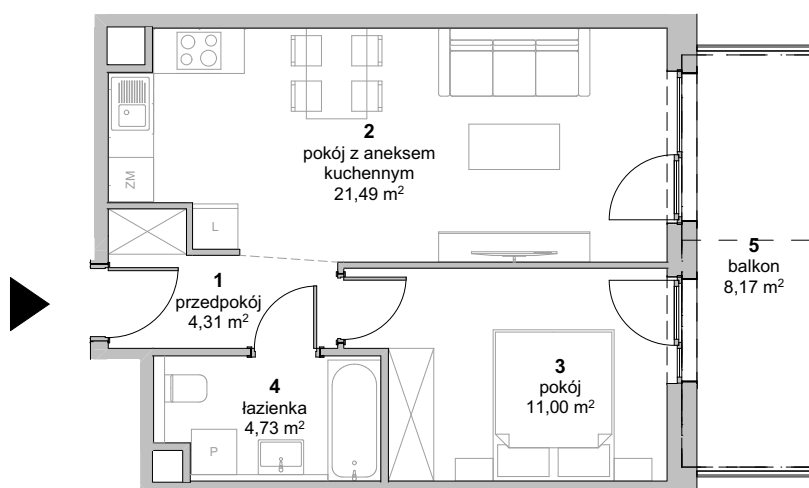 2
pokój z aneksem
kuchennym
21,49 m²
ZM
L
1
przedpokój
4,31 m²
5
balkon
8,17 m²
3
pokój
11,00 m²
4
łazienka
4,73 m²
P